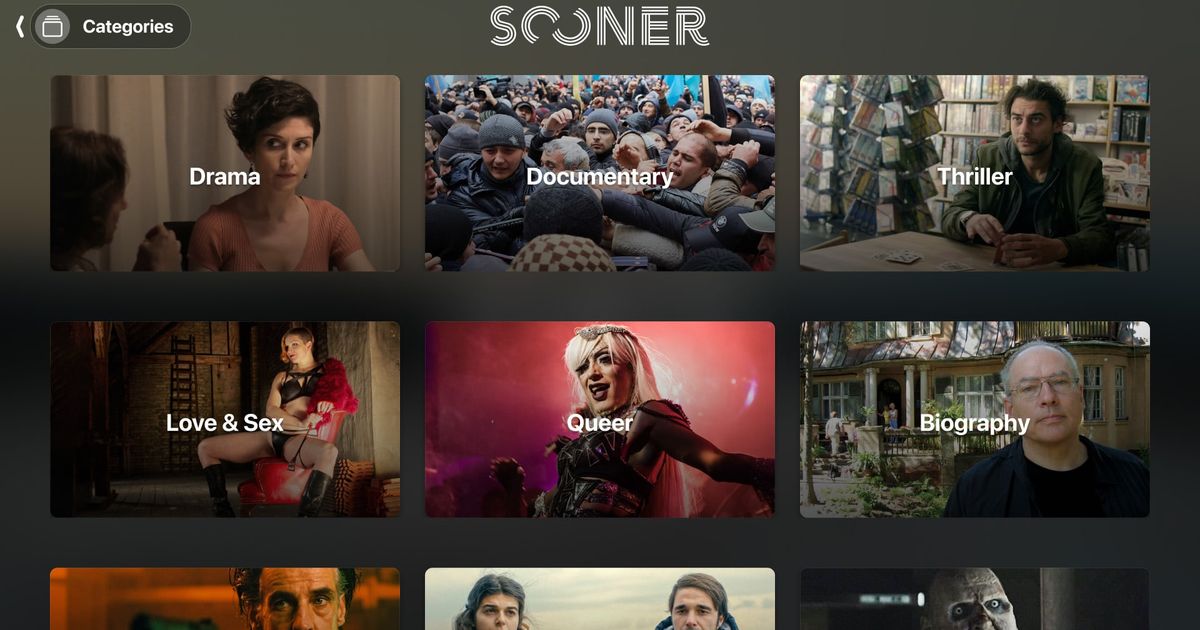 Categories
SOONER
Drama
Documentary
Thriller
Love & Sex
Queer
Biography